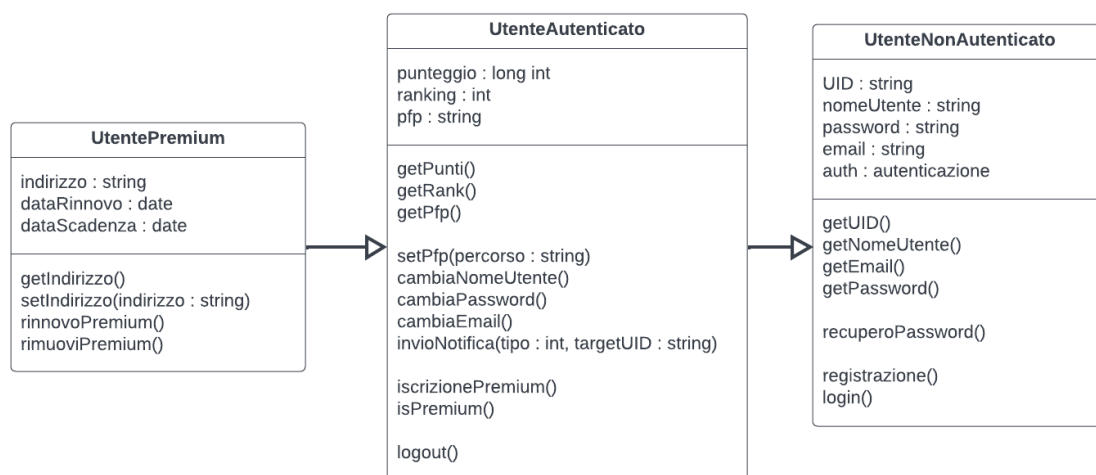 UtentePremium
indirizzo : string
dataRinnovo : date
dataScadenza : date
getIndirizzo()
setIndirizzo(indirizzo : string)
rinnovoPremium()
rimuoviPremium()
UtenteAutenticato
punteggio : long int
ranking : int
pfp : string
getPunti()
getRank()
getPfp()
setPfp(percorso : string)
cambiaNomeUtente()
cambiaPassword()
cambiaEmail()
invioNotifica(tipo : int, targetUID : string)
iscrizionePremium()
isPremium()
logout()
UtenteNonAutenticato
UID : string
nomeUtente : string
password : string
email : string
auth : autenticazione
getUID()
getNomeUtente()
getEmail()
getPassword()
recuperoPassword()
registrazione()
login()